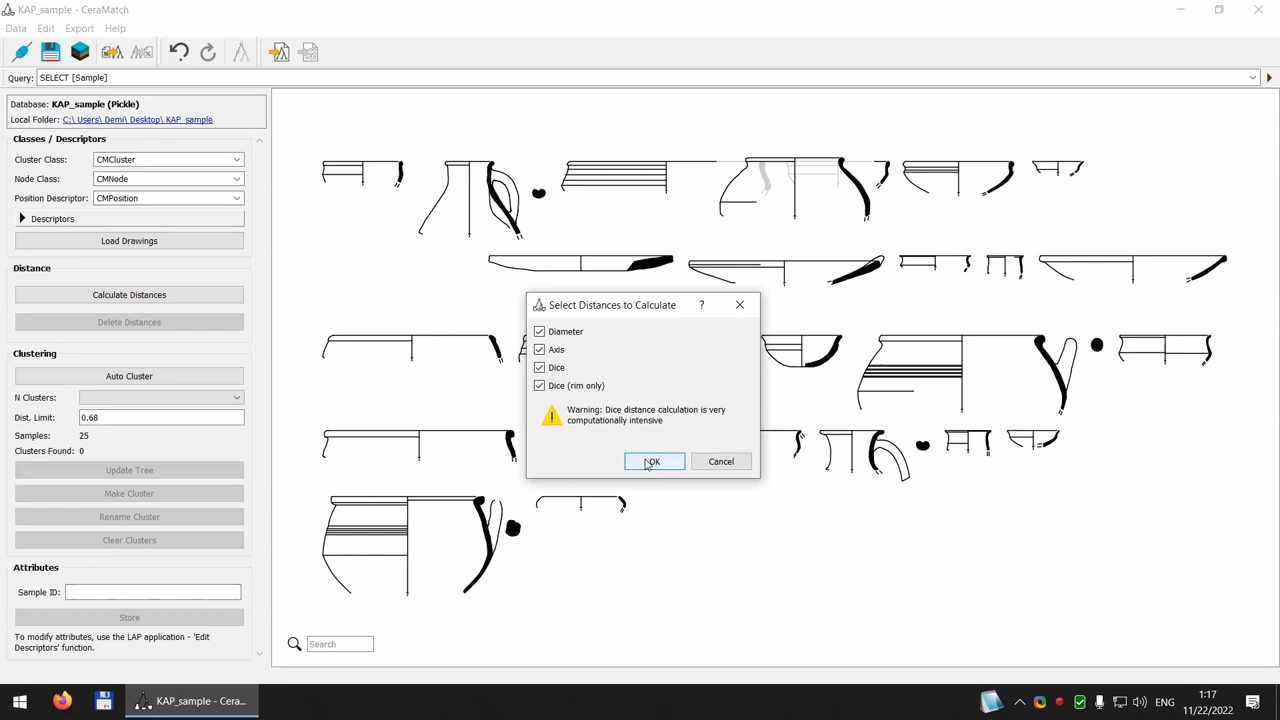 KAP_sample - CeraMatch
Data Edit Export Help
Query: SELECT [Sample]
Database: KAP_sample (Pickle)
Local Folder: C:\ Users\ Demi\ Desktop\ KAP_sample
Classes / Descriptors
Cluster Class: CMCluster
Node Class: CMNode
Position Descriptor: CMPosition
Descriptors
Load Drawings
Distance
Calculate Distances
Delete Distances
Clustering
Auto Cluster
N Clusters:
Dist. Limit: 0.68
Samples: 25
Clusters Found: 0
Update Tree
Make Cluster
Rename Cluster
Clear Clusters
Attributes
Sample ID:
Store
To modify attributes, use the LAP application - 'Edit
Descriptors' function.
Select Distances to Calculate ?
Diameter
Axis
Dice
Dice (rim only)
Warning: Dice distance calculation is very
computationally intensive
OK Cancel
Search
KAP_sample - Cera...
ENG
1:17
11/22/2022